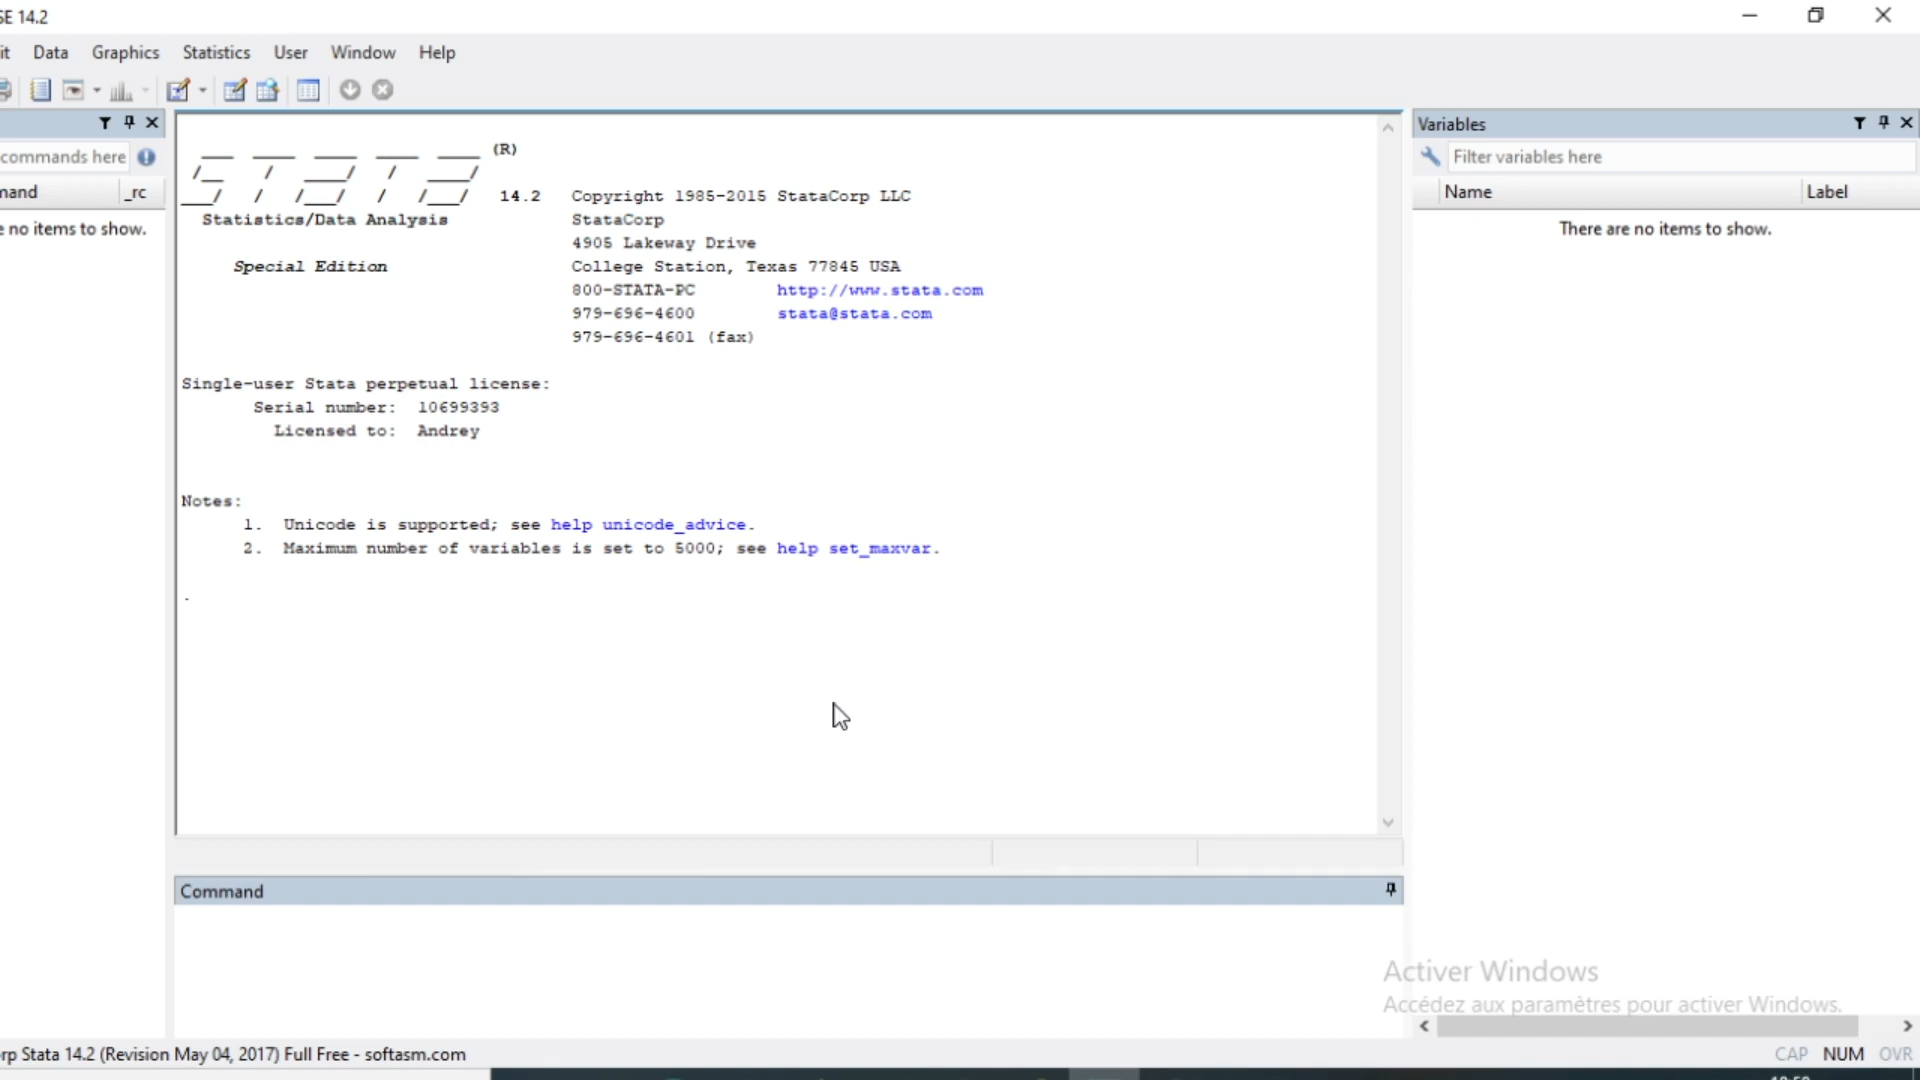 SE 14.2
it Data Graphics Statistics User Window Help
commands here
mand _rc
e no items to show.
(R)
STATA
14.2 Copyright 1985-2015 StataCorp LLC
Statistics/Data Analysis StataCorp
4905 Lakeway Drive
Special Edition College Station, Texas 77845 USA
800-STATA-PC http://www.stata.com
979-696-4600 stata@stata.com
979-696-4601 (fax)
Single-user Stata perpetual license:
Serial number: 10699393
Licensed to: Andrey
Notes:
1. Unicode is supported; see help unicode_advice.
2. Maximum number of variables is set to 5000; see help set_maxvar.
.
Variables
Filter variables here
Name Label
There are no items to show.
Command
Activer Windows
Accédez aux paramètres pour activer Windows.
rp Stata 14.2 (Revision May 04, 2017) Full Free - softasm.com
CAP NUM OVR